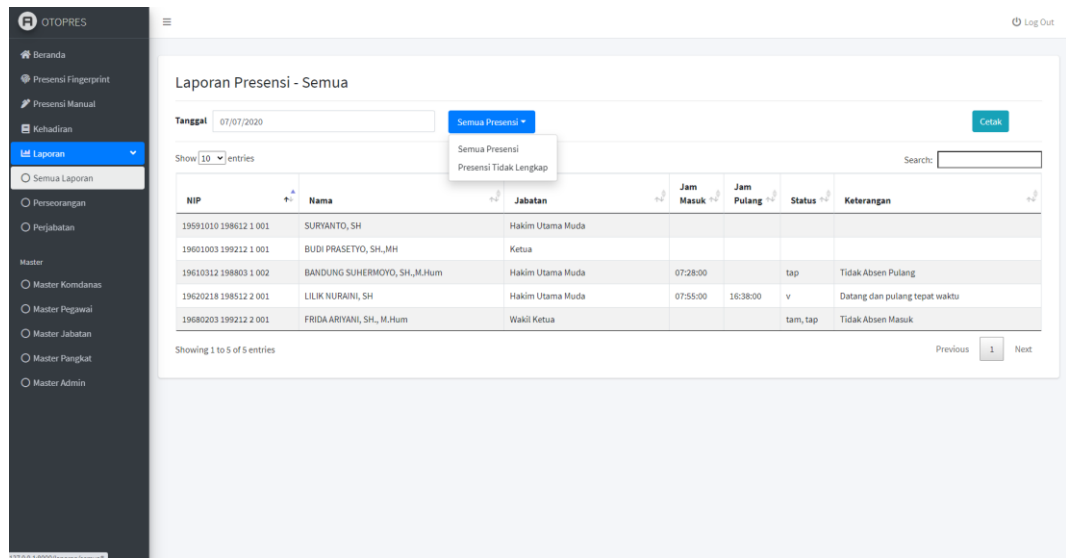 OTOPRES
Log Out
Beranda
Presensi Fingerprint
Presensi Manual
Kehadiran
Laporan
Semua Laporan
Perseorangan
Perjabatan
Master
Master Komdanas
Master Pegawai
Master Jabatan
Master Pangkat
Master Admin
Laporan Presensi - Semua
Tanggal 07/07/2020 Semua Presensi Cetak
Semua Presensi
Presensi Tidak Lengkap
Show 10 entries Search:
NIP Nama Jabatan Jam Masuk Jam Pulang Status Keterangan
19591010 198612 1 001 SURYANTO, SH Hakim Utama Muda
19601003 199212 1 001 BUDI PRASETYO, SH.,MH Ketua
19610312 198803 1 002 BANDUNG SUHERMOYO, SH.,M.Hum Hakim Utama Muda 07:28:00 tap Tidak Absen Pulang
19620218 198512 2 001 LILIK NURAINI, SH Hakim Utama Muda 07:55:00 16:38:00 v Datang dan pulang tepat waktu
19680203 199212 2 001 FRIDA ARIYANI, SH., M.Hum Wakil Ketua tam, tap Tidak Absen Masuk
Showing 1 to 5 of 5 entries Previous 1 Next